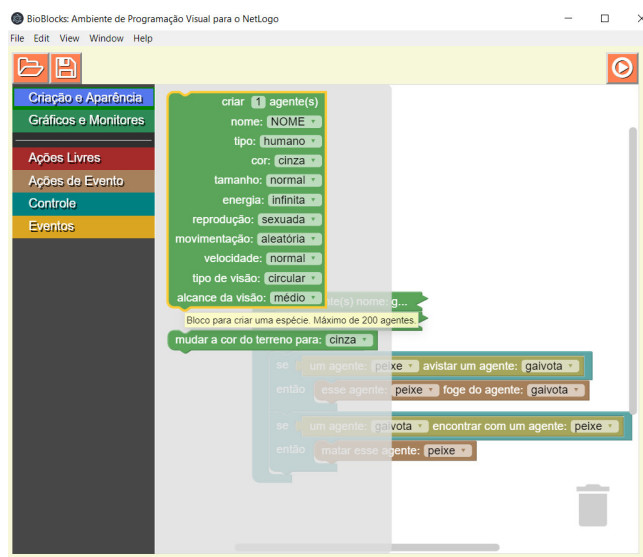 BioBlocks: Ambiente de Programação Visual para o NetLogo
File Edit View Window Help
Criação e Aparência
Gráficos e Monitores
Ações Livres
Ações de Evento
Controle
Eventos
criar 1 agente(s)
nome: NOME
tipo: humano
cor: cinza
tamanho: normal
energia: infinita
reprodução: sexuada
movimentação: aleatória
velocidade: normal
tipo de visão: circular
alcance da visão: médio
te(s) nome: g...
Bloco para criar uma espécie. Máximo de 200 agentes.
mudar a cor do terreno para: cinza
se um agente: peixe avistar um agente: gaivota
então esse agente: peixe foge do agente: gaivota
se um agente: gaivota encontrar com um agente: peixe
então matar esse agente: peixe